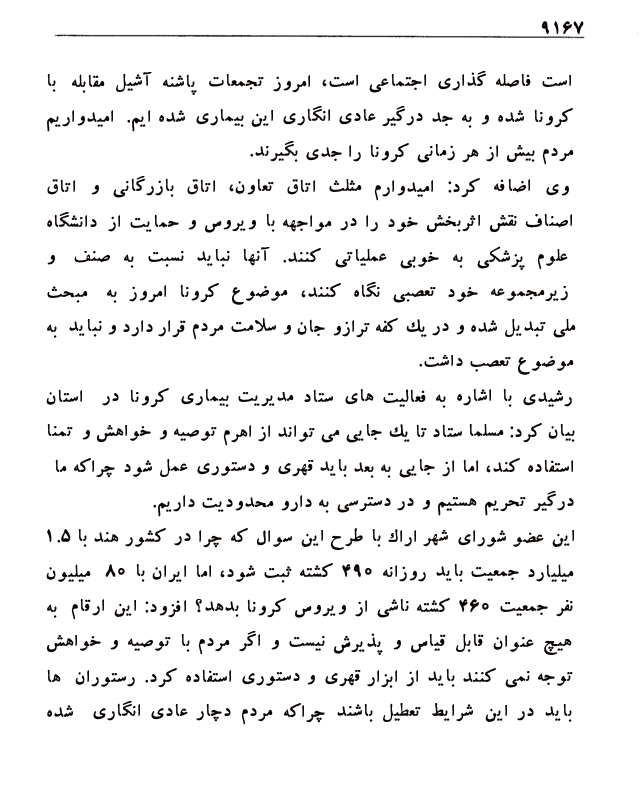 ۹۱۶۷
است فاصله گذاری اجتماعی است، امروز تجمعات پاشنه آشیل مقابله با
کرونا شده و به جد درگیر عادی انگاری این بیماری شده ایم. امیدواریم
مردم بیش از هر زمانی کرونا را جدی بگیرند.
وی اضافه کرد: امیدوارم مثلث اتاق تعاون، اتاق بازرگانی و اتاق
اصناف نقش اثربخش خود را در مواجهه با ویروس و حمایت از دانشگاه
علوم پزشکی به خوبی عملیاتی کنند. آنها نباید نسبت به صنف و
زیرمجموعه خود تعصبی نگاه کنند، موضوع کرونا امروز به مبحث
ملی تبدیل شده و در یك کفه ترازو جان و سلامت مردم قرار دارد و نباید به
موضوع تعصب داشت.
رشیدی با اشاره به فعالیت های ستاد مدیریت بیماری کرونا در استان
بیان کرد: مسلما ستاد تا یك جایی می تواند از اهرم توصیه و خواهش و تمنا
استفاده کند، اما از جایی به بعد باید قهری و دستوری عمل شود چراکه ما
درگیر تحریم هستیم و در دسترسی به دارو محدودیت داریم.
این عضو شورای شهر اراك با طرح این سوال که چرا در کشور هند با ۱.۵
میلیارد جمعیت باید روزانه ۴۹۰ کشته ثبت شود، اما ایران با ۸۰ میلیون
نفر جمعیت ۴۶۰ کشته ناشی از ویروس کرونا بدهد؟ افزود: این ارقام به
هیچ عنوان قابل قیاس و پذیرش نیست و اگر مردم با توصیه و خواهش
توجه نمی کنند باید از ابزار قهری و دستوری استفاده کرد. رستوران ها
باید در این شرایط تعطیل باشند چراکه مردم دچار عادی انگاری شده